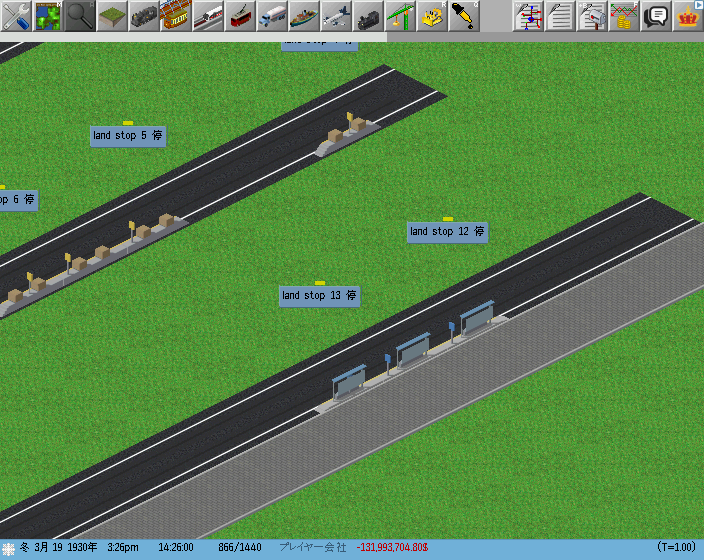 land stop 5 停
op 6 停
land stop 12 停
land stop 13 停
冬 3月 19 1930年 3:26pm 14:26:00 866/1440 プレイヤー会社 -131,993,704.80$ (T=1.00)